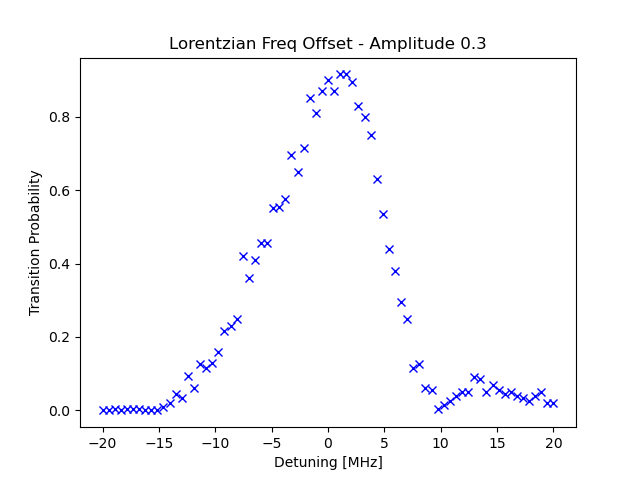 Lorentzian Freq Offset - Amplitude 0.3
Transition Probability
0.8
0.6
0.4
0.2
0.0
−20 −15 −10 −5 0 5 10 15 20
Detuning [MHz]